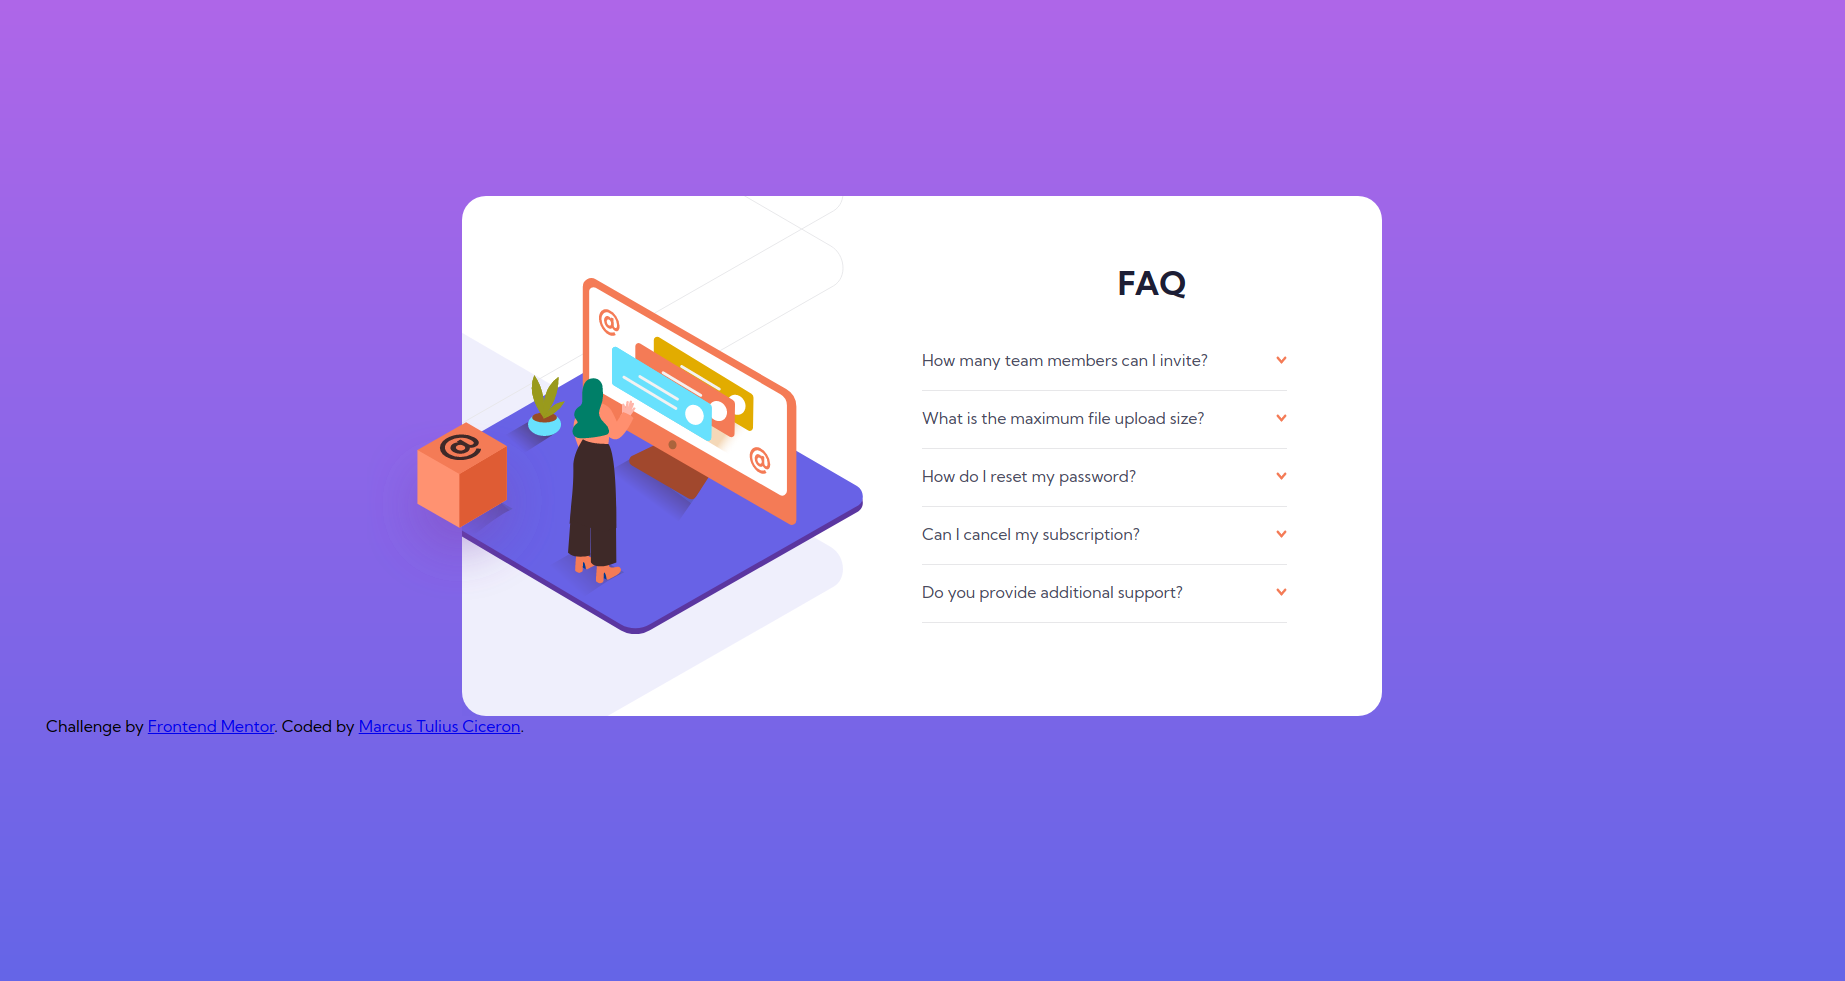 FAQ
How many team members can I invite?
What is the maximum file upload size?
How do I reset my password?
Can I cancel my subscription?
Do you provide additional support?
Challenge by Frontend Mentor. Coded by Marcus Tulius Ciceron.